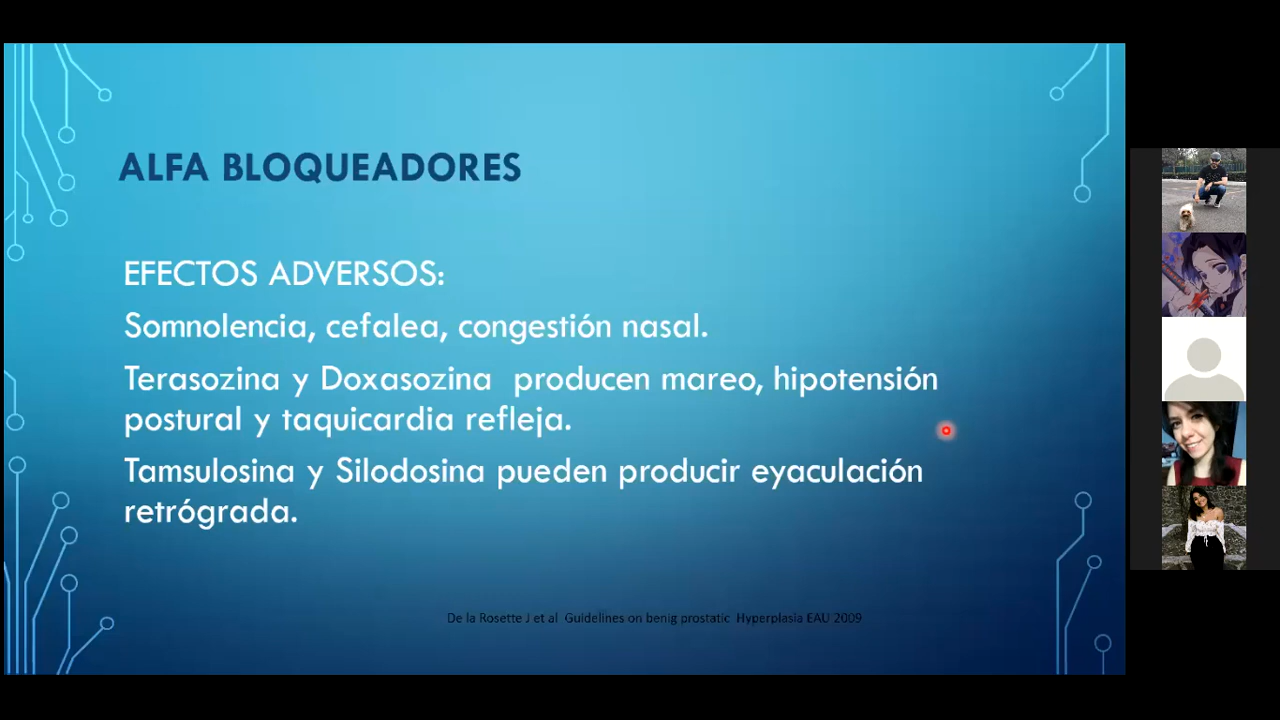 ALFA BLOQUEADORES
EFECTOS ADVERSOS:
Somnolencia, cefalea, congestión nasal.
Terasozina y Doxasozina producen mareo, hipotensión
postural y taquicardia refleja.
Tamsulosina y Silodosina pueden producir eyaculación
retrógrada.
De la Rosette J et al Guidelines on benig prostatic Hyperplasia EAU 2009